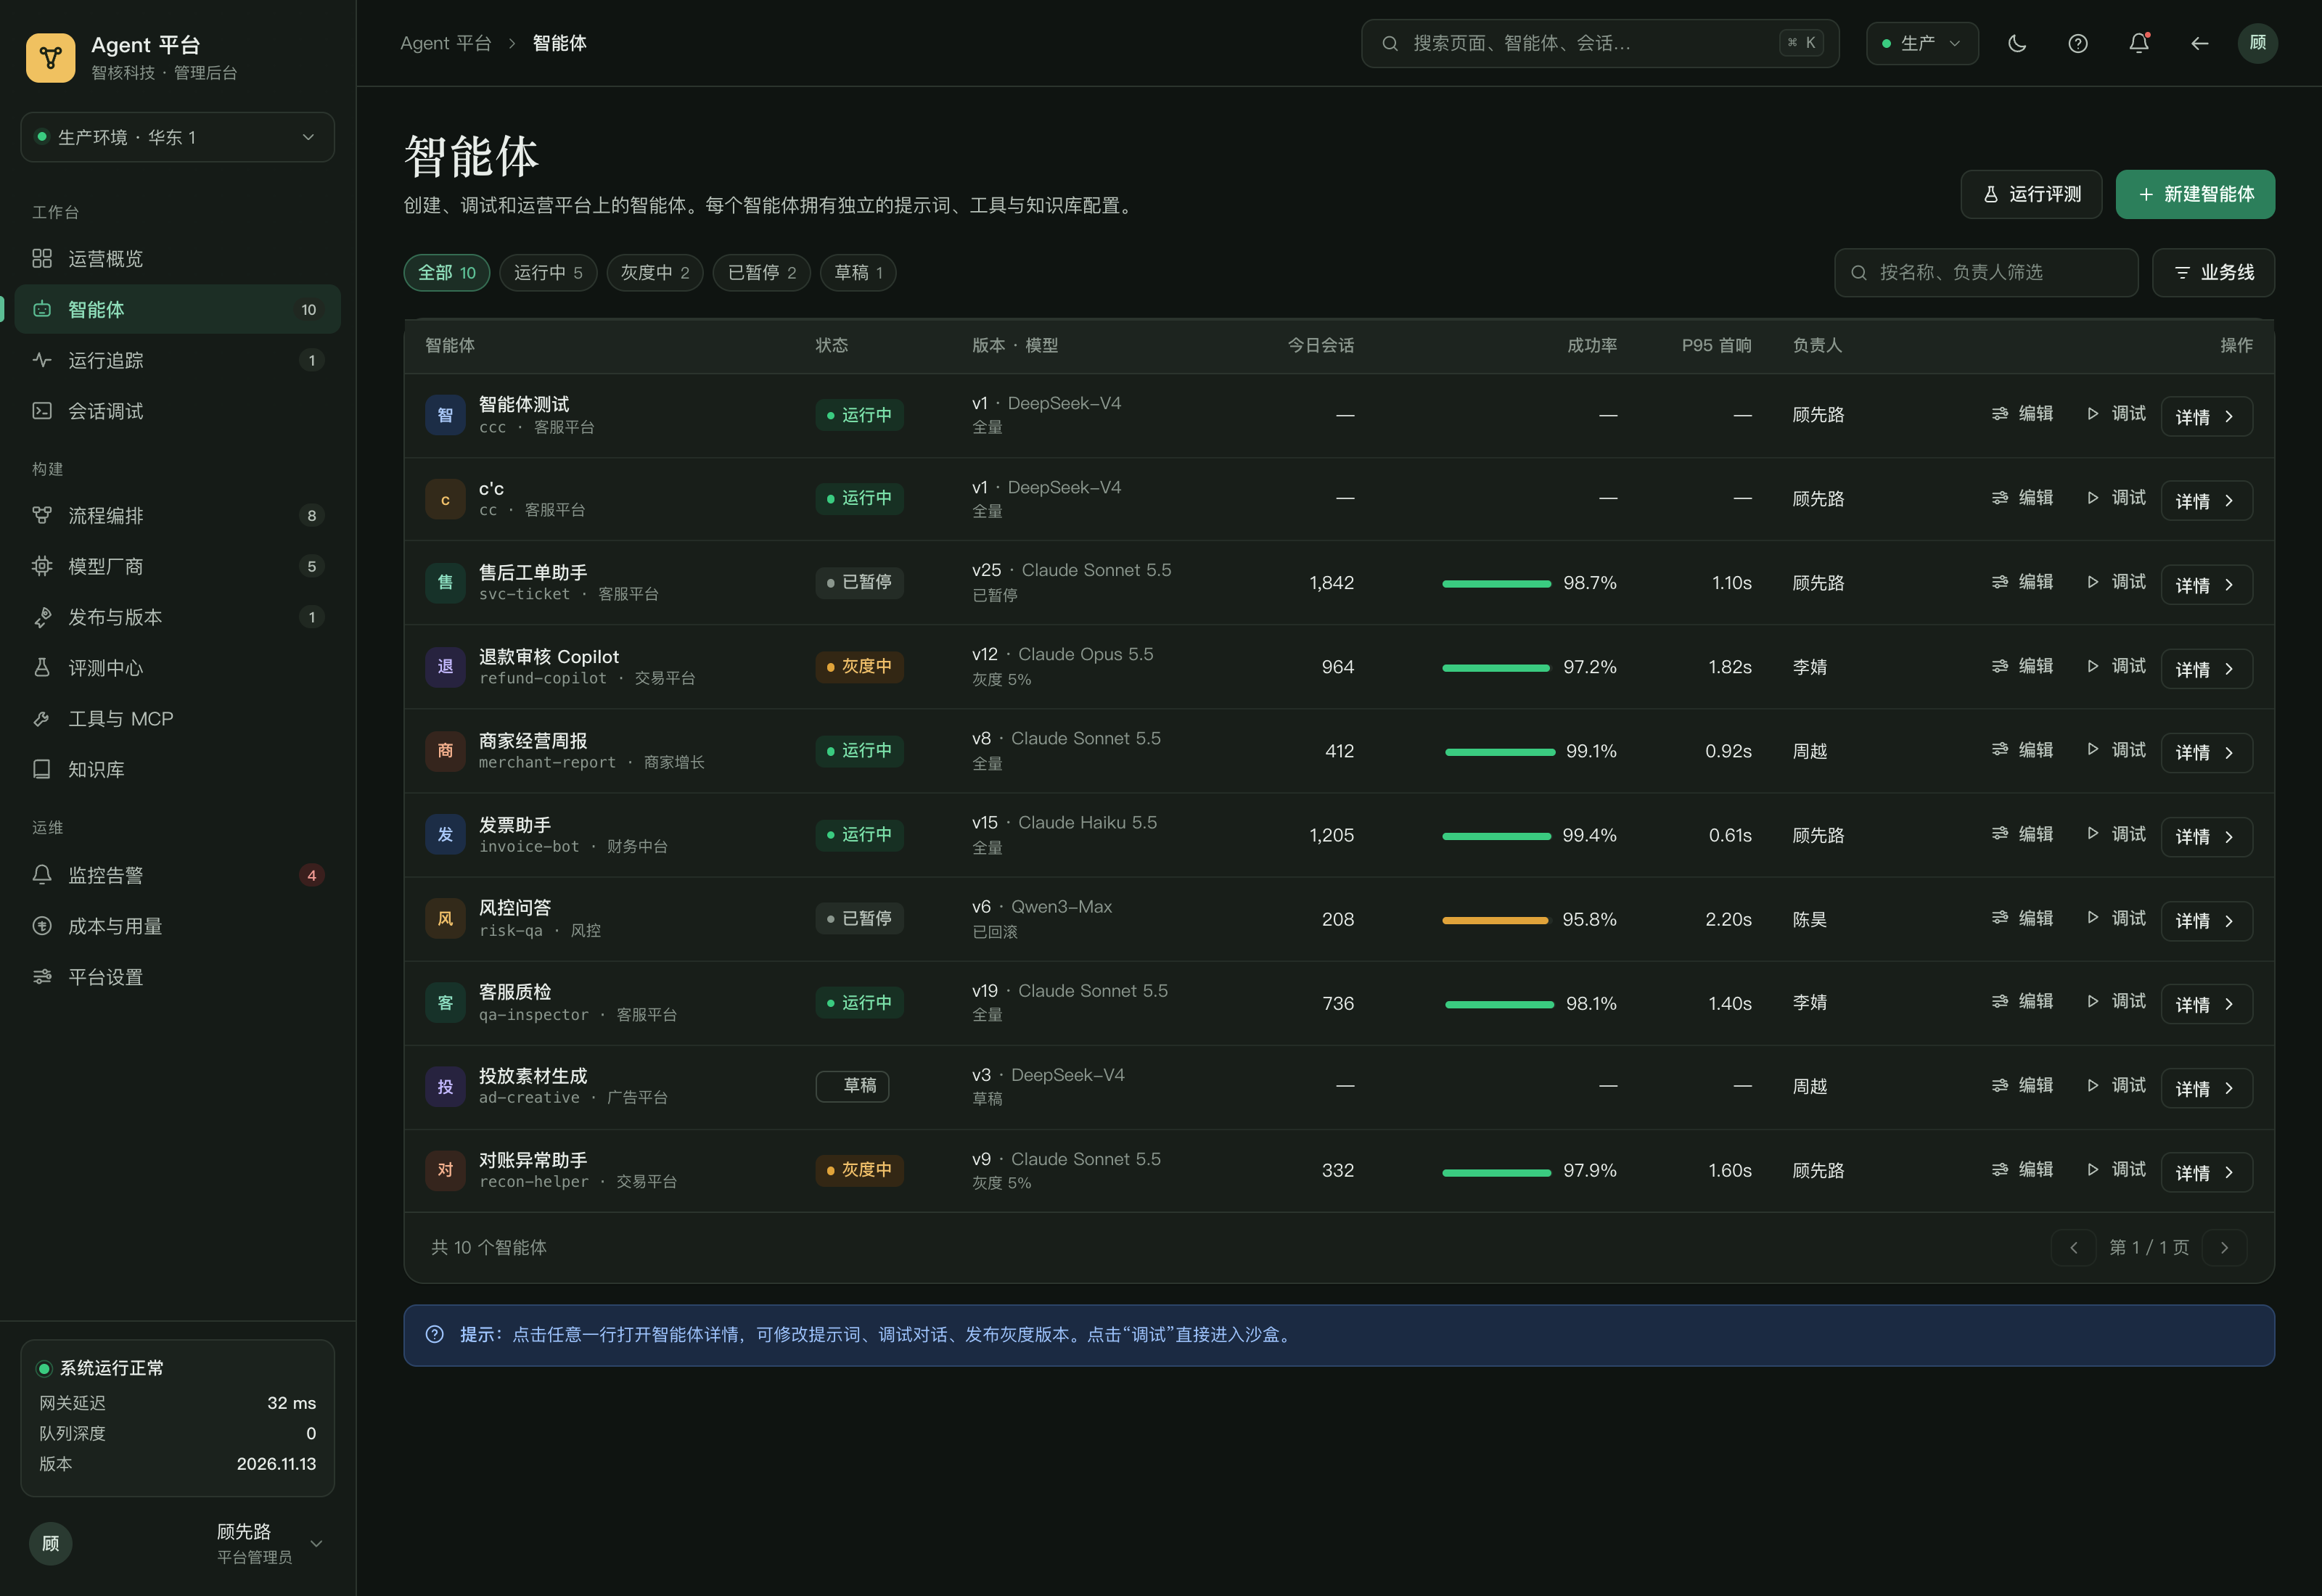 Agent 平台
智核科技 · 管理后台
生产环境 · 华东 1
工作台
运营概览
智能体 10
运行追踪 1
会话调试
构建
流程编排 8
模型厂商 5
发布与版本 1
评测中心
工具与 MCP
知识库
运维
监控告警 4
成本与用量
平台设置
系统运行正常
网关延迟 32 ms
队列深度 0
版本 2026.11.13
顾 顾先路
平台管理员
Agent 平台 > 智能体
搜索页面、智能体、会话... ⌘ K
生产
顾
智能体
创建、调试和运营平台上的智能体。每个智能体拥有独立的提示词、工具与知识库配置。
运行评测
+ 新建智能体
全部 10 运行中 5 灰度中 2 已暂停 2 草稿 1
按名称、负责人筛选
业务线
智能体 状态 版本 · 模型 今日会话 成功率 P95 首响 负责人 操作
智 智能体测试 运行中 v1 · DeepSeek-V4 — — — 顾先路 编辑 调试 详情
ccc · 客服平台 全量
c c'c 运行中 v1 · DeepSeek-V4 — — — 顾先路 编辑 调试 详情
cc · 客服平台 全量
售 售后工单助手 已暂停 v25 · Claude Sonnet 5.5 1,842 98.7% 1.10s 顾先路 编辑 调试 详情
svc-ticket · 客服平台 已暂停
退 退款审核 Copilot 灰度中 v12 · Claude Opus 5.5 964 97.2% 1.82s 李婧 编辑 调试 详情
refund-copilot · 交易平台 灰度 5%
商 商家经营周报 运行中 v8 · Claude Sonnet 5.5 412 99.1% 0.92s 周越 编辑 调试 详情
merchant-report · 商家增长 全量
发 发票助手 运行中 v15 · Claude Haiku 5.5 1,205 99.4% 0.61s 顾先路 编辑 调试 详情
invoice-bot · 财务中台 全量
风 风控问答 已暂停 v6 · Qwen3-Max 208 95.8% 2.20s 陈昊 编辑 调试 详情
risk-qa · 风控 已回滚
客 客服质检 运行中 v19 · Claude Sonnet 5.5 736 98.1% 1.40s 李婧 编辑 调试 详情
qa-inspector · 客服平台 全量
投 投放素材生成 草稿 v3 · DeepSeek-V4 — — — 周越 编辑 调试 详情
ad-creative · 广告平台 草稿
对 对账异常助手 灰度中 v9 · Claude Sonnet 5.5 332 97.9% 1.60s 顾先路 编辑 调试 详情
recon-helper · 交易平台 灰度 5%
共 10 个智能体
第 1 / 1 页
提示：点击任意一行打开智能体详情，可修改提示词、调试对话、发布灰度版本。点击“调试”直接进入沙盒。